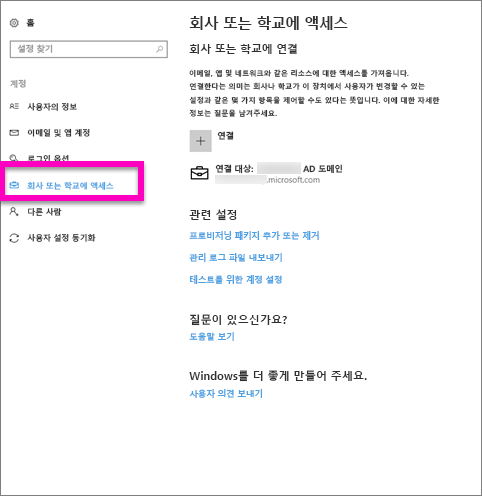 홈
설정 찾기
계정
사용자의 정보
이메일 및 앱 계정
로그인 옵션
회사 또는 학교에 액세스
다른 사람
사용자 설정 동기화
회사 또는 학교에 액세스
회사 또는 학교에 연결
이메일, 앱 및 네트워크와 같은 리소스에 대한 액세스를 가져옵니다.
연결한다는 의미는 회사나 학교가 이 장치에서 사용자가 변경할 수 있는
설정과 같은 몇 가지 항목을 제어할 수도 있다는 뜻입니다. 이에 대한 자세한
정보는 질문을 남겨주세요.
연결
연결 대상: AD 도메인
.microsoft.com
관련 설정
프로비저닝 패키지 추가 또는 제거
관리 로그 파일 내보내기
테스트를 위한 계정 설정
질문이 있으신가요?
도움말 보기
Windows를 더 좋게 만들어 주세요.
사용자 의견 보내기